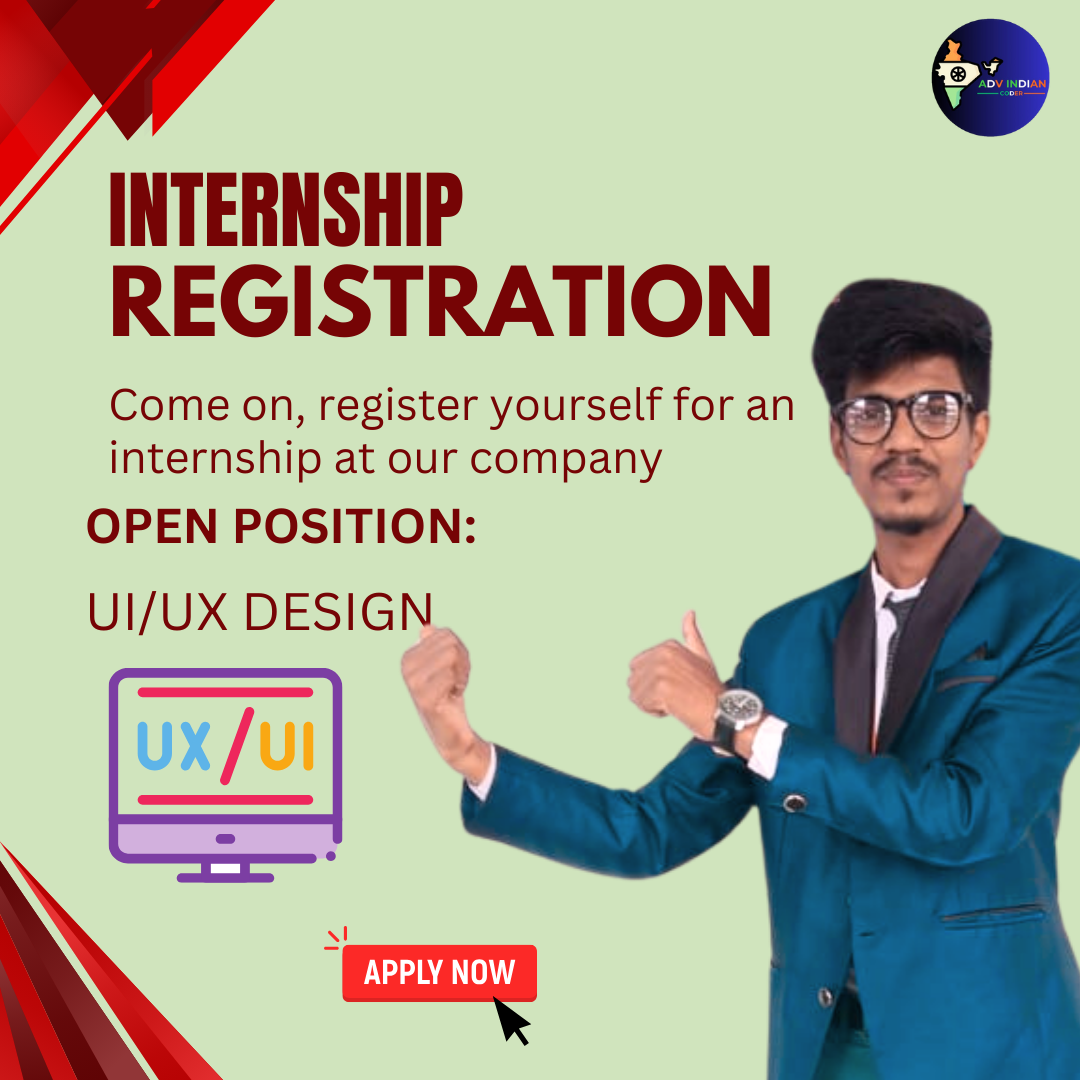 ADV INDIAN
CODER
INTERNSHIP
REGISTRATION
Come on, register yourself for an
internship at our company
OPEN POSITION:
UI/UX DESIGN
UX/UI
APPLY NOW